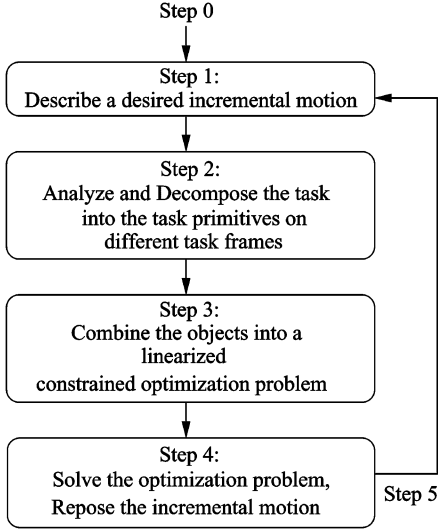 Step 0
Step 1:
Describe a desired incremental motion
Step 2:
Analyze and Decompose the task
into the task primitives on
different task frames
Step 3:
Combine the objects into a
linearized
constrained optimization problem
Step 4:
Solve the optimization problem,
Repose the incremental motion
Step 5